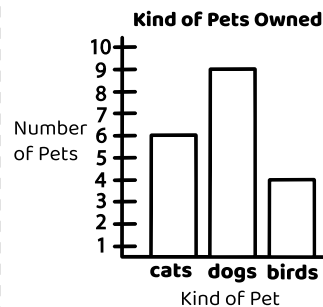 Kind of Pets Owned
10
9
8
7
6
5
4
3
2
1
Number
of Pets
cats dogs birds
Kind of Pet